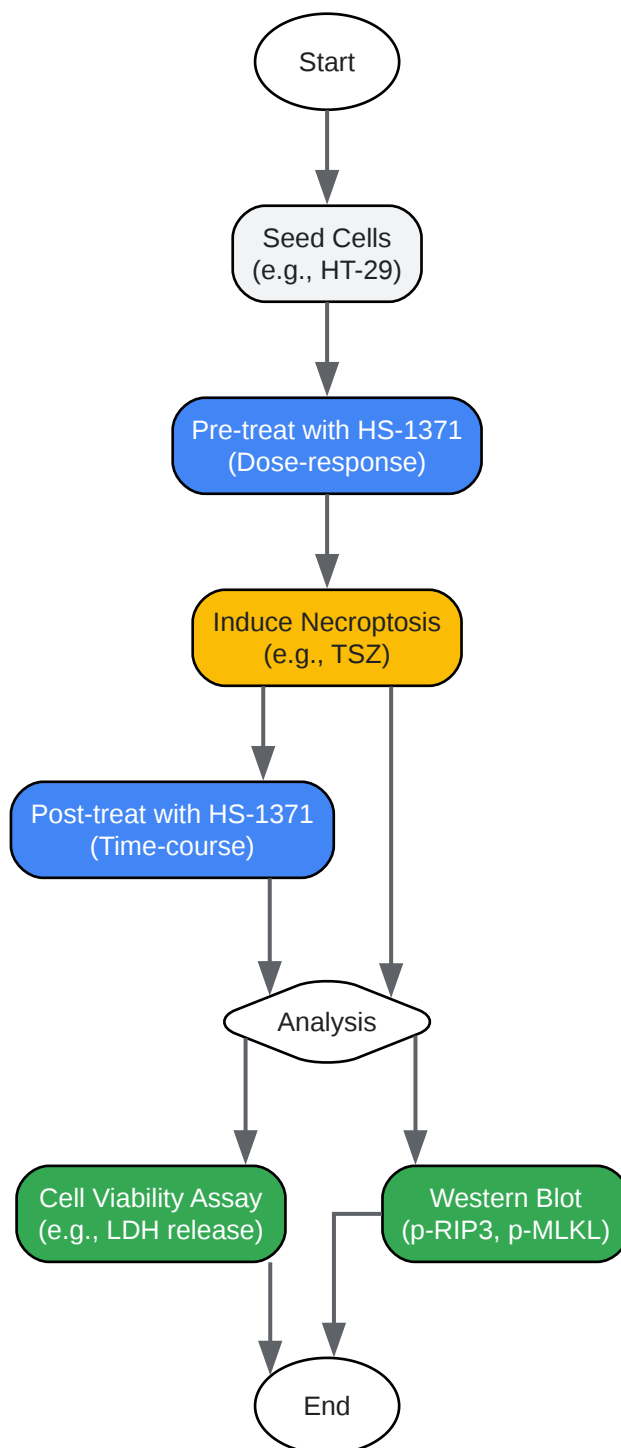 Start
Seed Cells
(e.g., HT-29)
Pre-treat with HS-1371
(Dose-response)
Induce Necroptosis
(e.g., TSZ)
Post-treat with HS-1371
(Time-course)
Analysis
Cell Viability Assay
(e.g., LDH release)
Western Blot
(p-RIP3, p-MLKL)
End